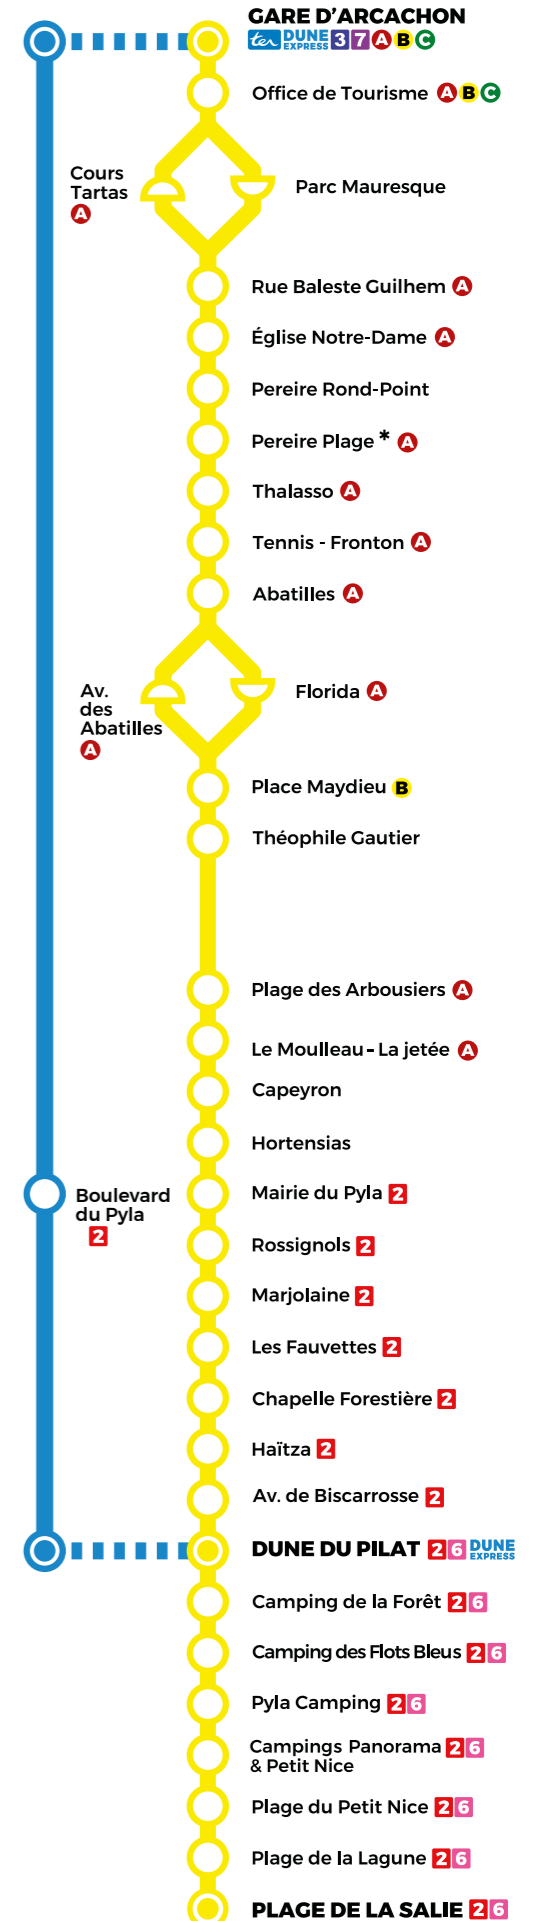 GARE D'ARCACHON
ter DUNE EXPRESS 3 7 A B C
Office de Tourisme A B C
Cours
Tartas
A
Parc Mauresque
Rue Baleste Guilhem A
Église Notre-Dame A
Pereire Rond-Point
Pereire Plage * A
Thalasso A
Tennis - Fronton A
Abatilles A
Av.
des
Abatilles
A
Florida A
Place Maydieu B
Théophile Gautier
Plage des Arbousiers A
Le Moulleau - La jetée A
Capeyron
Hortensias
Mairie du Pyla 2
Boulevard
du Pyla
2
Rossignols 2
Marjolaine 2
Les Fauvettes 2
Chapelle Forestière 2
Haïtza 2
Av. de Biscarrosse 2
DUNE DU PILAT 2 6 DUNE EXPRESS
Camping de la Forêt 2 6
Camping des Flots Bleus 2 6
Pyla Camping 2 6
Campings Panorama 2 6
& Petit Nice
Plage du Petit Nice 2 6
Plage de la Lagune 2 6
PLAGE DE LA SALIE 2 6